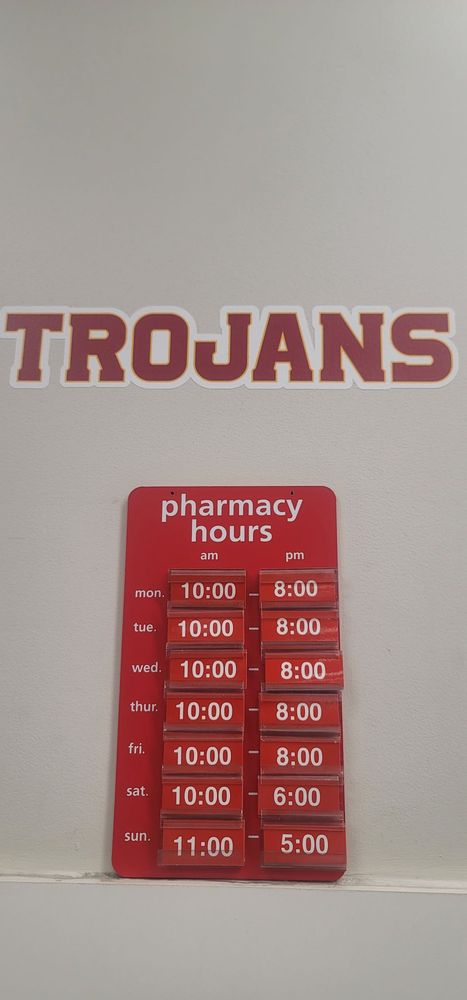 TROJANS
pharmacy
hours
am pm
mon. 10:00 – 8:00
tue. 10:00 – 8:00
wed. 10:00 – 8:00
thur. 10:00 – 8:00
fri. 10:00 – 8:00
sat. 10:00 – 6:00
sun. 11:00 – 5:00